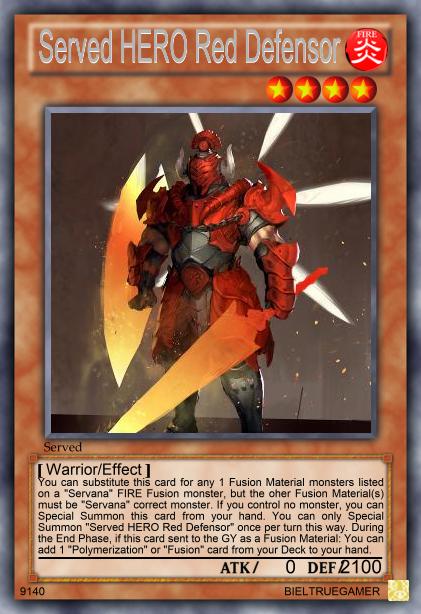 Served HERO Red Defensor
FIRE
炎
Served
[ Warrior/Effect ]
You can substitute this card for any 1 Fusion Material monsters listed
on a "Servana" FIRE Fusion monster, but the oher Fusion Material(s)
must be "Servana" correct monster. If you control no monster, you can
Special Summon this card from your hand. You can only Special
Summon "Served HERO Red Defensor" once per turn this way. During
the End Phase, if this card sent to the GY as a Fusion Material: You can
add 1 "Polymerization" or "Fusion" card from your Deck to your hand.
ATK/ 0 DEF/2100
9140 BIELTRUEGAMER